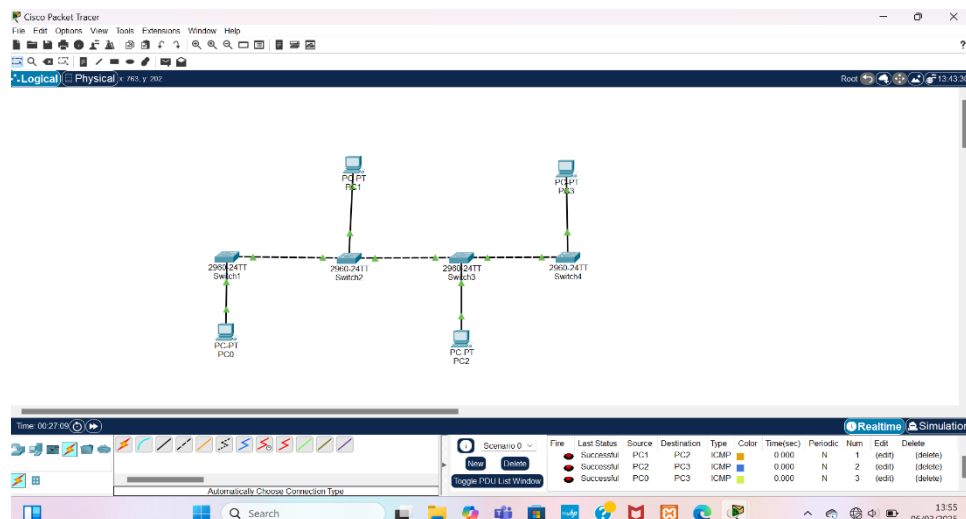 Cisco Packet Tracer
File Edit Options View Tools Extensions Window Help
?
Logical Physical x: 763, y: 202 Root 13:43:30
PC-PT
PC1
PC-PT
PC3
2960-24TT
Switch1
2960-24TT
Switch2
2960-24TT
Switch3
2960-24TT
Switch4
PC-PT
PC0
PC-PT
PC2
Time: 00:27:09 Realtime Simulation
Scenario 0
New Delete
Toggle PDU List Window
Fire Last Status Source Destination Type Color Time(sec) Periodic Num Edit Delete
Successful PC1 PC2 ICMP 0.000 N 1 (edit) (delete)
Successful PC2 PC3 ICMP 0.000 N 2 (edit) (delete)
Successful PC0 PC3 ICMP 0.000 N 3 (edit) (delete)
Automatically Choose Connection Type
Search
13:55
06/03/2025